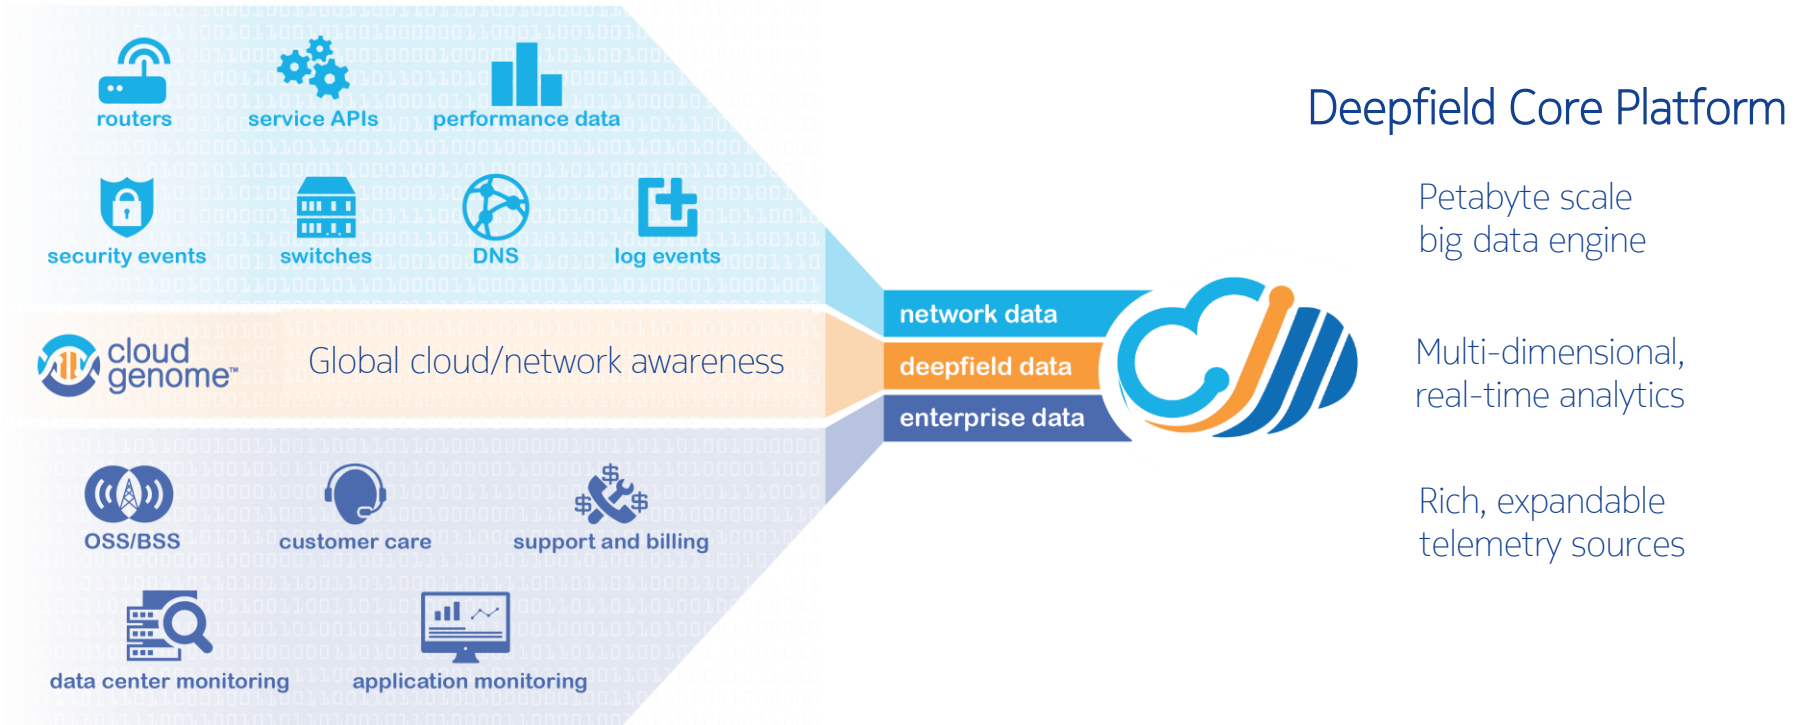 routers
service APIs
performance data
security events
switches
DNS
log events
cloud
genome™
Global cloud/network awareness
OSS/BSS
customer care
support and billing
data center monitoring
application monitoring
network data
deepfield data
enterprise data
Deepfield Core Platform
Petabyte scale
big data engine
Multi-dimensional,
real-time analytics
Rich, expandable
telemetry sources